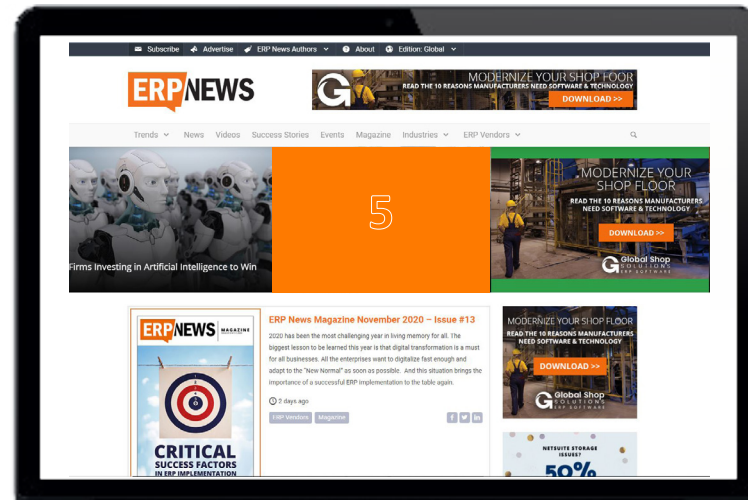 Subscribe Advertise ERP News Authors About Edition: Global
ERP NEWS
G MODERNIZE YOUR SHOP FOOR
READ THE 10 REASONS MANUFACTURERS NEED SOFTWARE & TECHNOLOGY
DOWNLOAD >>
Trends News Videos Success Stories Events Magazine Industries ERP Vendors
Firms Investing in Artificial Intelligence to Win
5
MODERNIZE YOUR
SHOP FLOOR
READ THE 10 REASONS MANUFACTURERS
NEED SOFTWARE & TECHNOLOGY
DOWNLOAD >>
G Global Shop
SOLUTIONS
ERP SOFTWARE
ERP NEWS MAGAZINE
CRITICAL
SUCCESS FACTORS
IN ERP IMPLEMENTATION
ERP News Magazine November 2020 – Issue #13
2020 has been the most challenging year in living memory for all. The
biggest lesson to be learned this year is that digital transformation is a must
for all businesses. All the enterprises want to digitalize fast enough and
adapt to the "New Normal" as soon as possible. And this situation brings the
importance of a successful ERP implementation to the table again.
2 days ago
ERP Vendors Magazine
f in
MODERNIZE YOUR SHOP FLOOR
READ THE 10 REASONS MANUFACTURERS
NEED SOFTWARE & TECHNOLOGY
DOWNLOAD >>
G Global Shop
SOLUTIONS
ERP SOFTWARE
NETSUITE STORAGE
ISSUES?
50%